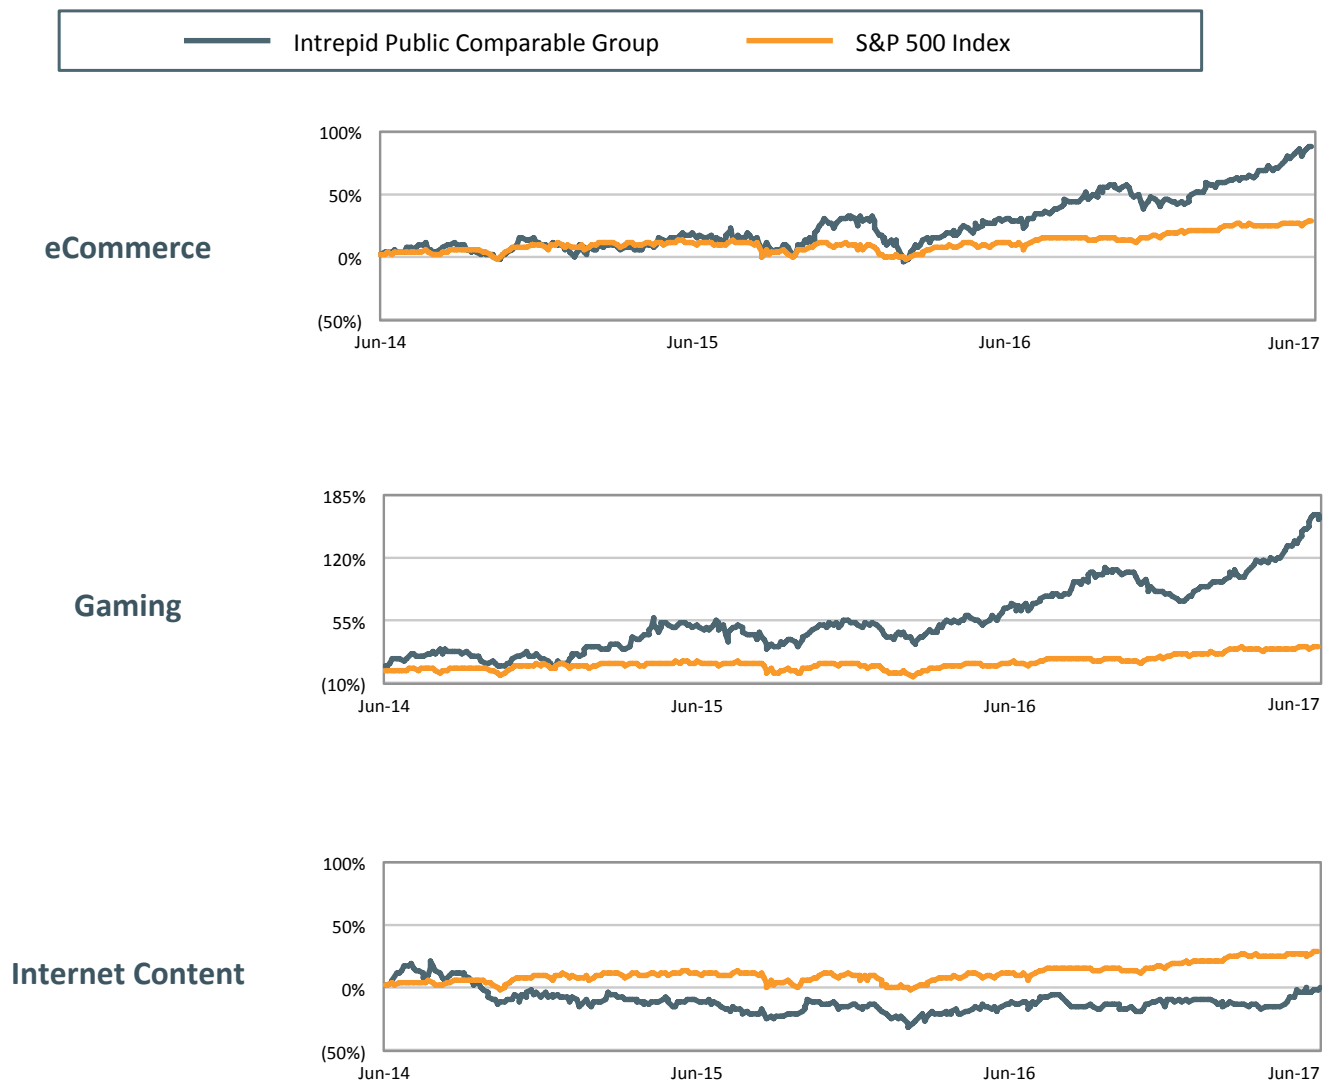 Intrepid Public Comparable Group
S&P 500 Index
eCommerce
100%
50%
0%
(50%)
Jun-14
Jun-15
Jun-16
Jun-17
Gaming
185%
120%
55%
(10%)
Jun-14
Jun-15
Jun-16
Jun-17
Internet Content
100%
50%
0%
(50%)
Jun-14
Jun-15
Jun-16
Jun-17